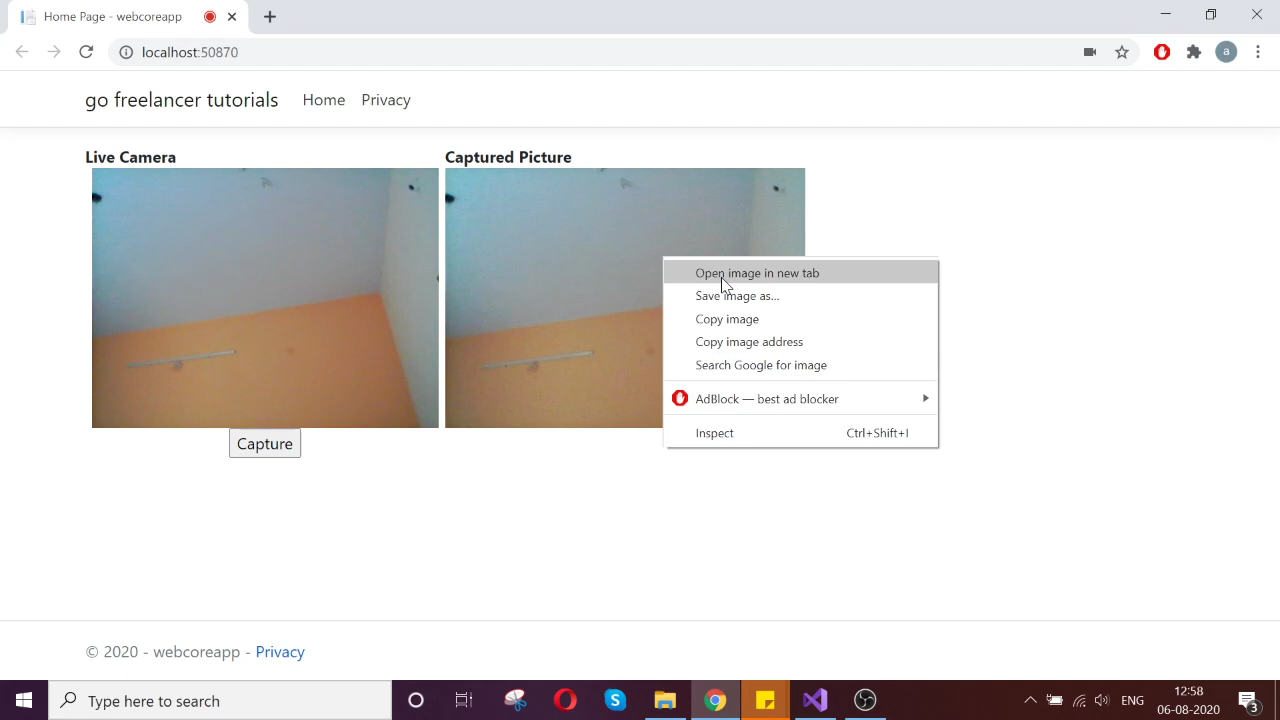 Home Page - webcoreapp
localhost:50870
a
go freelancer tutorials Home Privacy
Live Camera Captured Picture
Open image in new tab
Save image as...
Copy image
Copy image address
Search Google for image
AdBlock — best ad blocker
Inspect Ctrl+Shift+I
Capture
© 2020 - webcoreapp - Privacy
Type here to search
ENG
12:58
06-08-2020
3